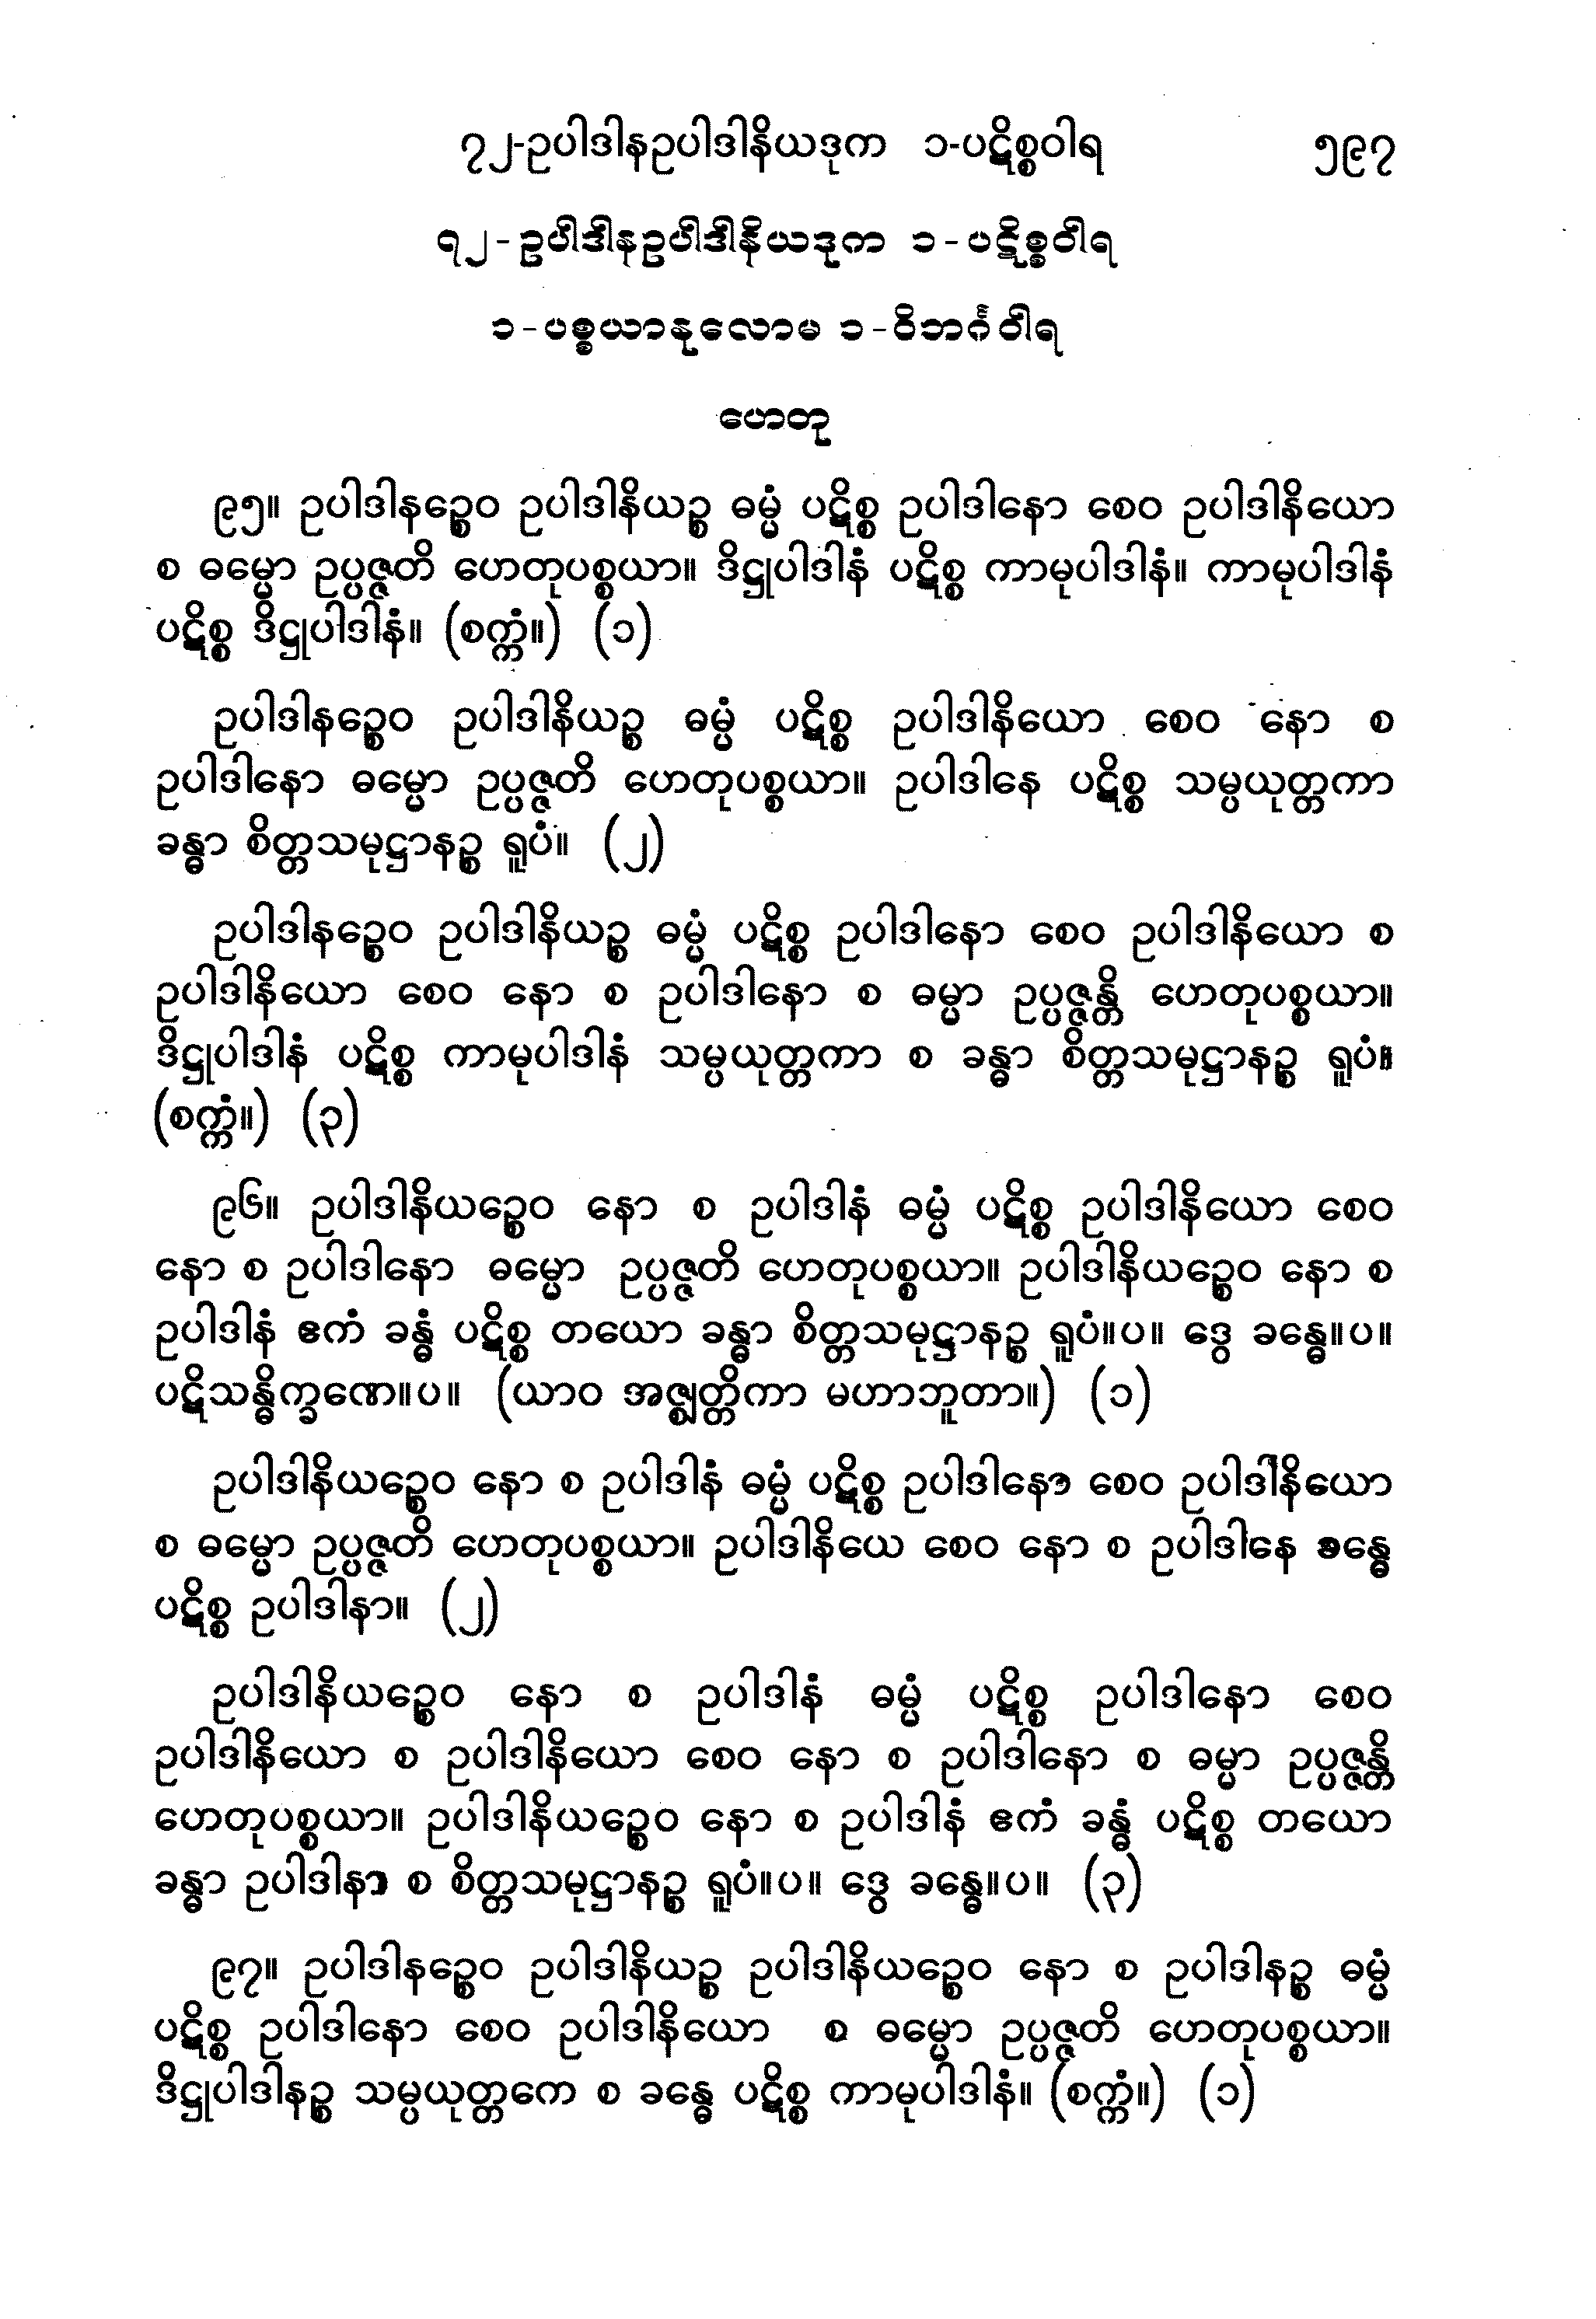 ၇၂-ဥပါဒါနဥပါဒါနိယဒုက ၁-ပဋိစ္စဝါရ ၅၉၇
၇၂-ဥပါဒါနဥပါဒါနိယဒုက ၁-ပဋိစ္စဝါရ
၁-ပစ္စယာနုလောမ ၁-ဝိဘင်္ဂဝါရ
ဟေတု
၉၅။ ဥပါဒါနဉ္စေဝ ဥပါဒါနိယဉ္စ ဓမ္မံ ပဋိစ္စ ဥပါဒါနော စေဝ ဥပါဒါနိယော
စ ဓမ္မော ဥပ္ပဇ္ဇတိ ဟေတုပစ္စယာ။ ဒိဋ္ဌုပါဒါနံ ပဋိစ္စ ကာမုပါဒါနံ။ ကာမုပါဒါနံ
ပဋိစ္စ ဒိဋ္ဌုပါဒါနံ။ (စက္ကံ။) (၁)
ဥပါဒါနဉ္စေဝ ဥပါဒါနိယဉ္စ ဓမ္မံ ပဋိစ္စ ဥပါဒါနိယော စေဝ နော စ
ဥပါဒါနော ဓမ္မော ဥပ္ပဇ္ဇတိ ဟေတုပစ္စယာ။ ဥပါဒါနေ ပဋိစ္စ သမ္ပယုတ္တကာ
ခန္ဓာ စိတ္တသမုဋ္ဌာနဉ္စ ရူပံ။ (၂)
ဥပါဒါနဉ္စေဝ ဥပါဒါနိယဉ္စ ဓမ္မံ ပဋိစ္စ ဥပါဒါနော စေဝ ဥပါဒါနိယော စ
ဥပါဒါနိယော စေဝ နော စ ဥပါဒါနော စ ဓမ္မာ ဥပ္ပဇ္ဇန္တိ ဟေတုပစ္စယာ။
ဒိဋ္ဌုပါဒါနံ ပဋိစ္စ ကာမုပါဒါနံ သမ္ပယုတ္တကာ စ ခန္ဓာ စိတ္တသမုဋ္ဌာနဉ္စ ရူပံ။
(စက္ကံ။) (၃)
၉၆။ ဥပါဒါနိယဉ္စေဝ နော စ ဥပါဒါနံ ဓမ္မံ ပဋိစ္စ ဥပါဒါနိယော စေဝ
နော စ ဥပါဒါနော ဓမ္မော ဥပ္ပဇ္ဇတိ ဟေတုပစ္စယာ။ ဥပါဒါနိယဉ္စေဝ နော စ
ဥပါဒါနံ ဧကံ ခန္ဓံ ပဋိစ္စ တယော ခန္ဓာ စိတ္တသမုဋ္ဌာနဉ္စ ရူပံ။ပ။ ဒွေ ခန္ဓေ။ပ။
ပဋိသန္ဓိက္ခဏေ။ပ။ (ယာဝ အဇ္ဈတ္တိကာ မဟာဘူတာ။) (၁)
ဥပါဒါနိယဉ္စေဝ နော စ ဥပါဒါနံ ဓမ္မံ ပဋိစ္စ ဥပါဒါနော စေဝ ဥပါဒါနိယော
စ ဓမ္မော ဥပ္ပဇ္ဇတိ ဟေတုပစ္စယာ။ ဥပါဒါနိယေ စေဝ နော စ ဥပါဒါနေ ခန္ဓေ
ပဋိစ္စ ဥပါဒါနာ။ (၂)
ဥပါဒါနိယဉ္စေဝ နော စ ဥပါဒါနံ ဓမ္မံ ပဋိစ္စ ဥပါဒါနော စေဝ
ဥပါဒါနိယော စ ဥပါဒါနိယော စေဝ နော စ ဥပါဒါနော စ ဓမ္မာ ဥပ္ပဇ္ဇန္တိ
ဟေတုပစ္စယာ။ ဥပါဒါနိယဉ္စေဝ နော စ ဥပါဒါနံ ဧကံ ခန္ဓံ ပဋိစ္စ တယော
ခန္ဓာ ဥပါဒါနာ စ စိတ္တသမုဋ္ဌာနဉ္စ ရူပံ။ပ။ ဒွေ ခန္ဓေ။ပ။ (၃)
၉၇။ ဥပါဒါနဉ္စေဝ ဥပါဒါနိယဉ္စ ဥပါဒါနိယဉ္စေဝ နော စ ဥပါဒါနဉ္စ ဓမ္မံ
ပဋိစ္စ ဥပါဒါနော စေဝ ဥပါဒါနိယော စ ဓမ္မော ဥပ္ပဇ္ဇတိ ဟေတုပစ္စယာ။
ဒိဋ္ဌုပါဒါနဉ္စ သမ္ပယုတ္တကေ စ ခန္ဓေ ပဋိစ္စ ကာမုပါဒါနံ။ (စက္ကံ။) (၁)